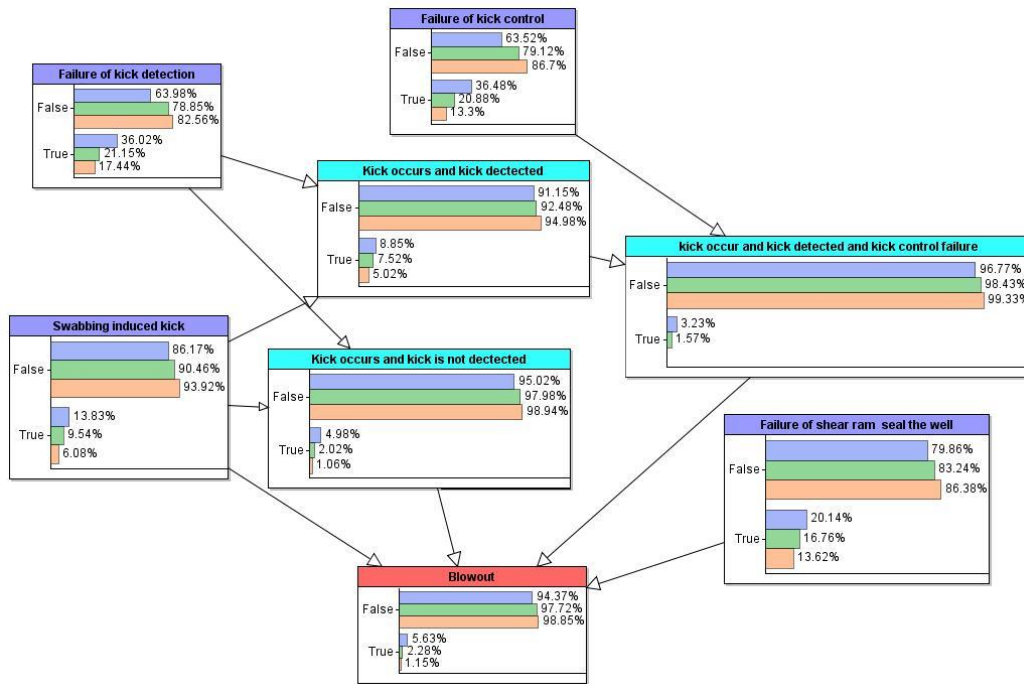 Failure of kick control
False
63.52%
79.12%
86.7%
True
36.48%
20.88%
13.3%
Failure of kick detection
False
63.98%
78.85%
82.56%
True
36.02%
21.15%
17.44%
Kick occurs and kick dectected
False
91.15%
92.48%
94.98%
True
8.85%
7.52%
5.02%
kick occur and kick detected and kick control failure
False
96.77%
98.43%
99.33%
True
3.23%
1.57%
Swabbing induced kick
False
86.17%
90.46%
93.92%
True
13.83%
9.54%
6.08%
Kick occurs and kick is not dectected
False
95.02%
97.98%
98.94%
True
4.98%
2.02%
1.06%
Failure of shear ram seal the well
False
79.86%
83.24%
86.38%
True
20.14%
16.76%
13.62%
Blowout
False
94.37%
97.72%
98.85%
True
5.63%
2.28%
1.15%